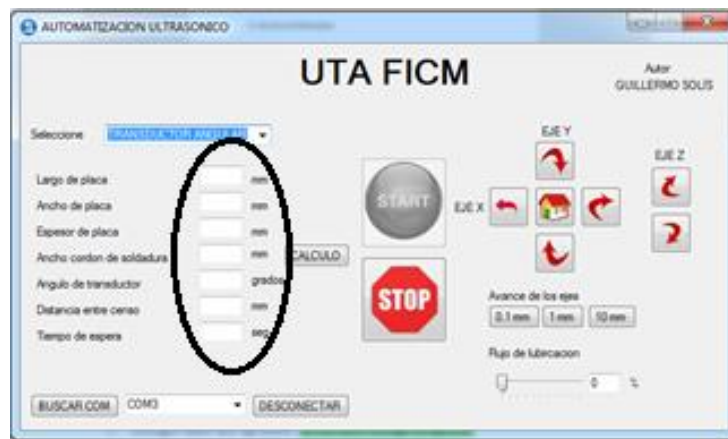 AUTOMATIZACION ULTRASONICO
UTA FICM
Autor
GUILLERMO SOLIS
Seleccione TRANSDUCTOR ANGULAR
Largo de placa mm
Ancho de placa mm
Espesor de placa mm
Ancho cordon de soldadura mm CALCULO
Angulo de transductor grados
Distancia entre censo mm
Tiempo de espera seg
START
STOP
EJE Y
EJE X
EJE Z
Avance de los ejes
0.1 mm 1 mm 10 mm
Flujo de lubricacion
0 %
BUSCAR COM COM3 DESCONECTAR